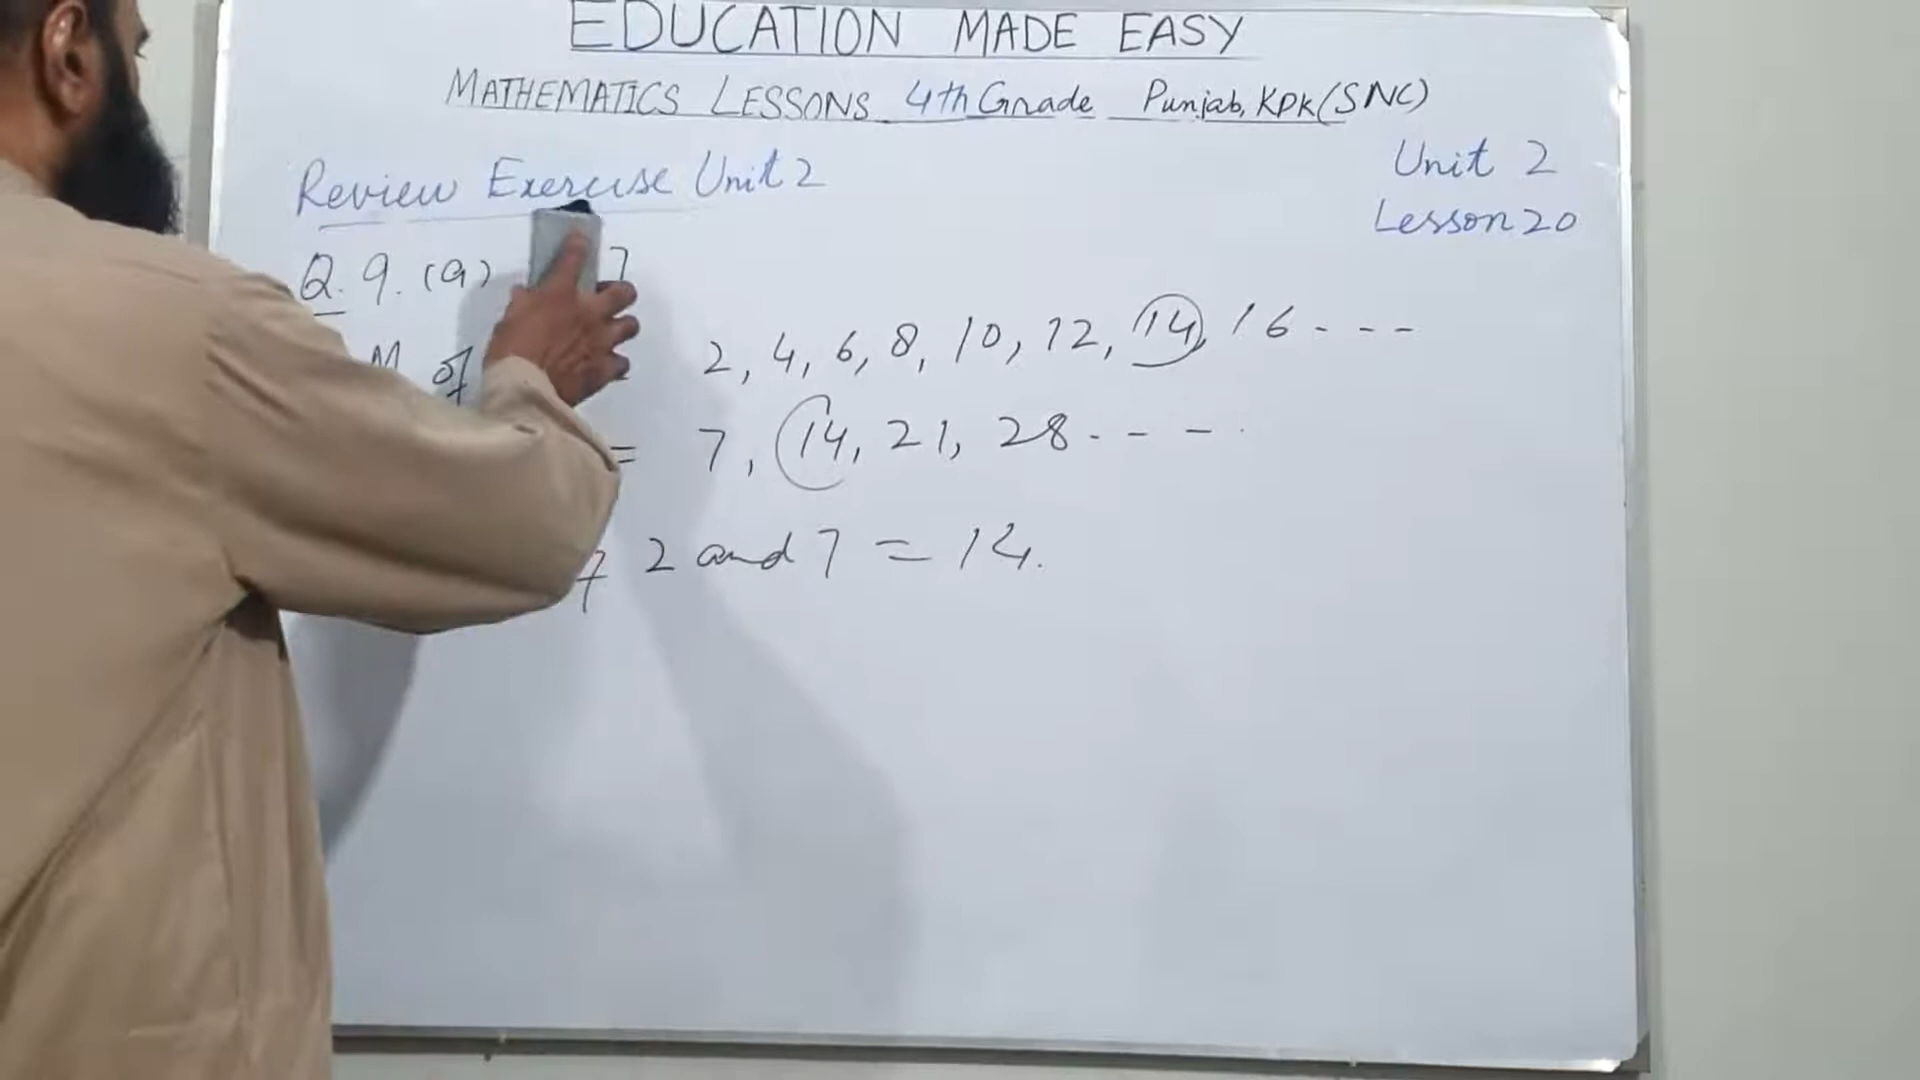 EDUCATION MADE EASY
MATHEMATICS LESSONS 4th Grade Punjab, KPK (SNC)
Unit 2
Review Exercise Unit 2
Lesson 20
Q. 9. (a) 7
M of 2, 4, 6, 8, 10, 12, 14, 16 - - -
= 7, 14, 21, 28 - - -
2 and 7 = 14.